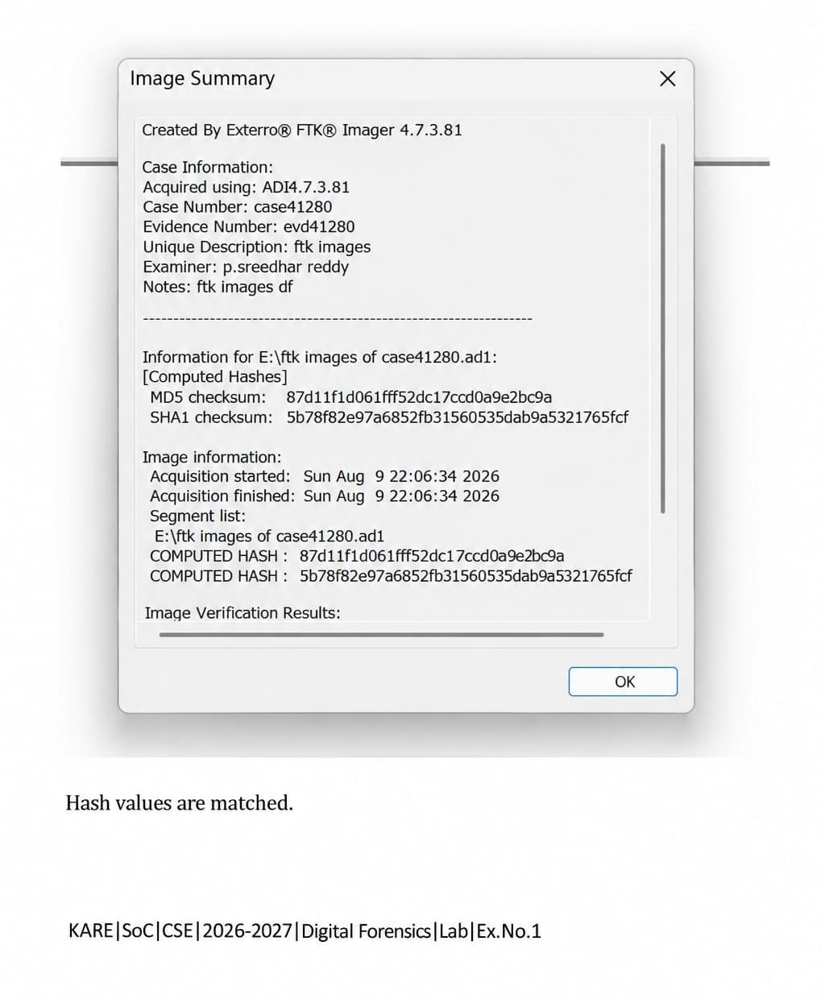 Image Summary
Created By Exterro® FTK® Imager 4.7.3.81
Case Information:
Acquired using: ADI4.7.3.81
Case Number: case41280
Evidence Number: evd41280
Unique Description: ftk images
Examiner: p.sreedhar reddy
Notes: ftk images df
----------------------------------------------------------------
Information for E:\ftk images of case41280.ad1:
[Computed Hashes]
MD5 checksum: 87d11f1d061fff52dc17ccd0a9e2bc9a
SHA1 checksum: 5b78f82e97a6852fb31560535dab9a5321765fcf
Image information:
Acquisition started: Sun Aug 9 22:06:34 2026
Acquisition finished: Sun Aug 9 22:06:34 2026
Segment list:
E:\ftk images of case41280.ad1
COMPUTED HASH : 87d11f1d061fff52dc17ccd0a9e2bc9a
COMPUTED HASH : 5b78f82e97a6852fb31560535dab9a5321765fcf
Image Verification Results:
OK
Hash values are matched.
KARE|SoC|CSE|2026-2027|Digital Forensics|Lab|Ex.No.1